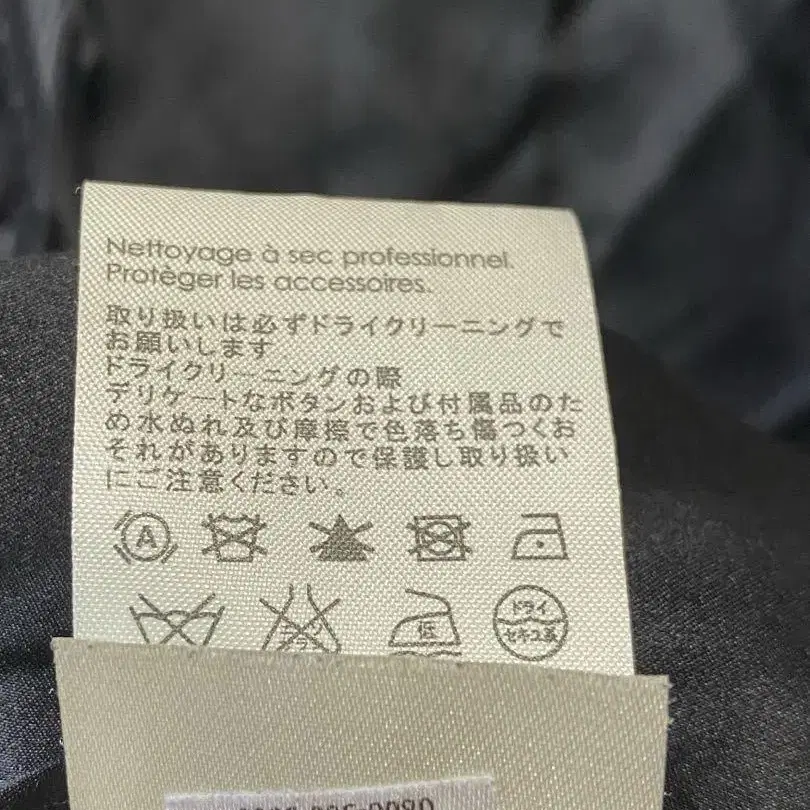 Nettoyage à sec professionnel.
Protéger les accessoires.
取り扱いは必ずドライクリーニングで
お願いします
ドライクリーニングの際
デリケートなボタンおよび付属品のた
め水ぬれ及び摩擦で色落ち傷つくお
それがありますので保護し取り扱い
にご注意ください。
A
低
ドライ
セキユ系